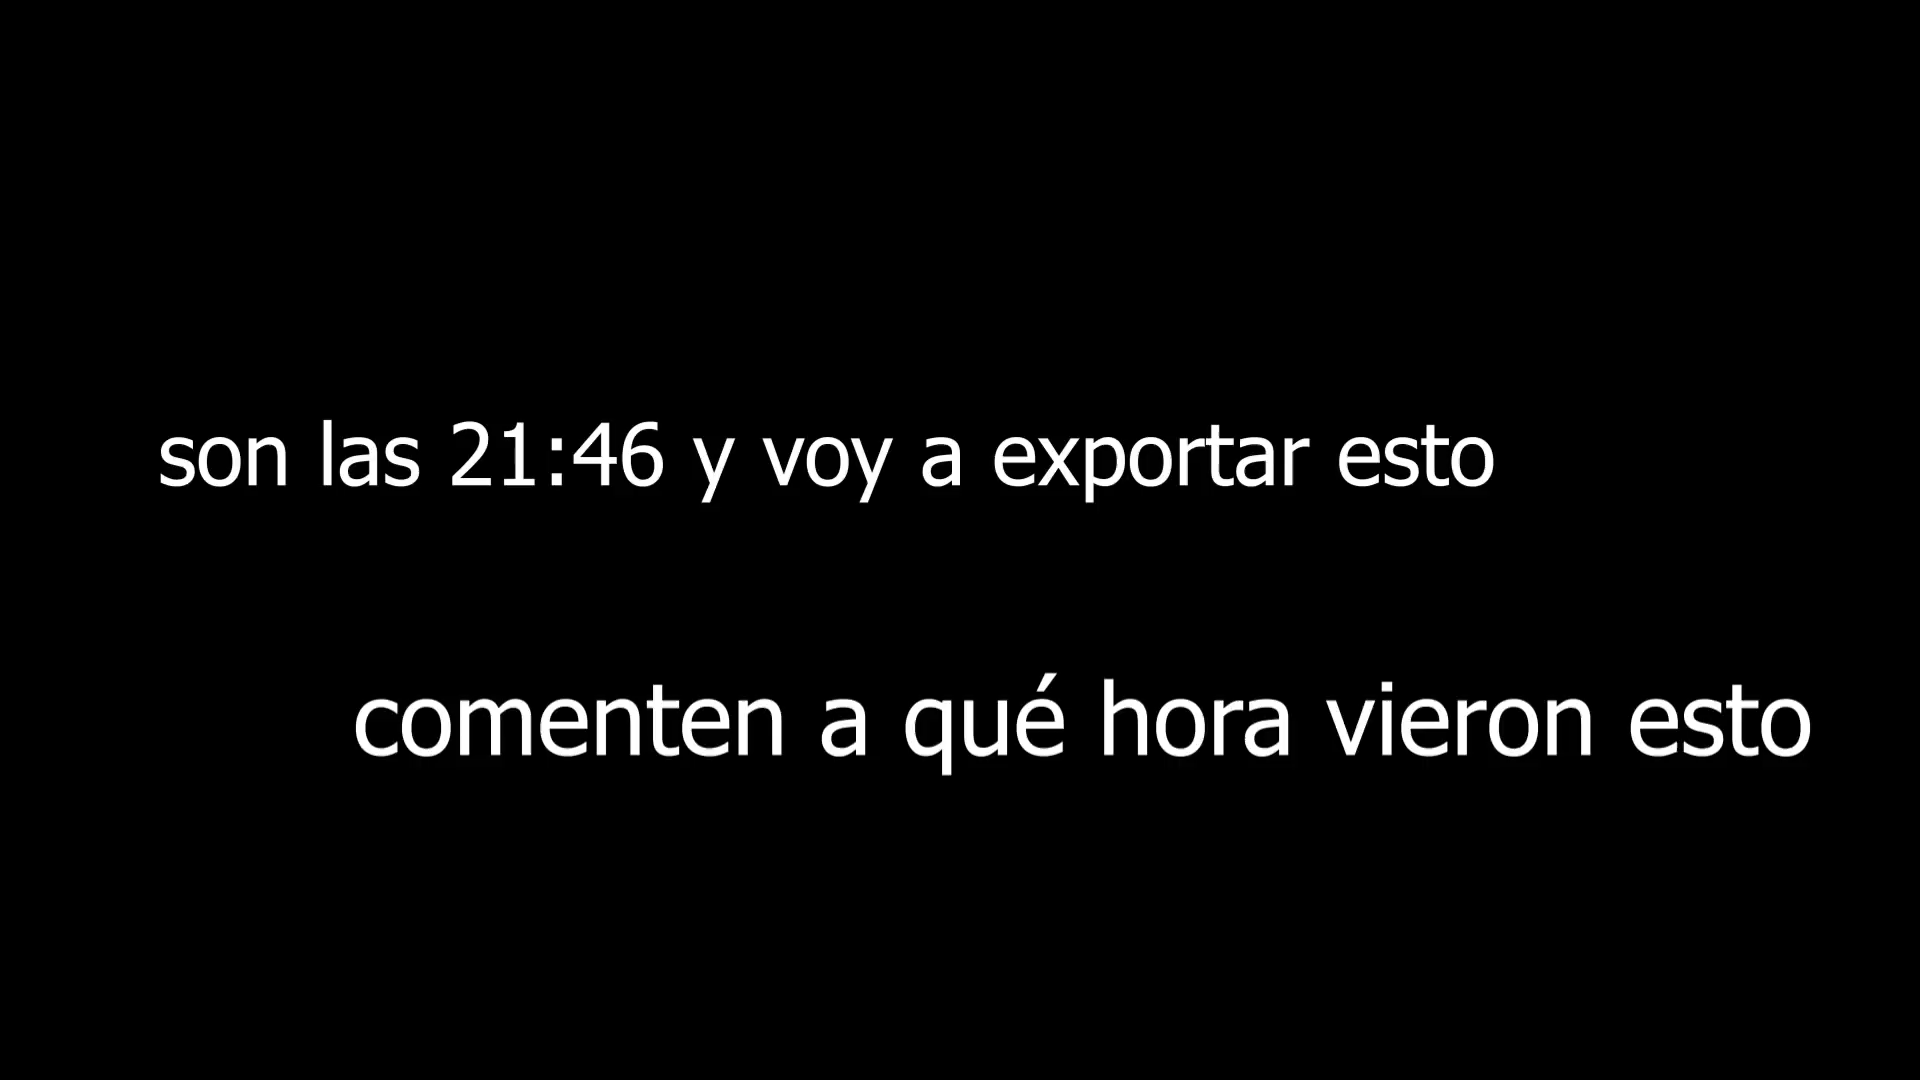 son las 21:46 y voy a exportar esto
comenten a qué hora vieron esto